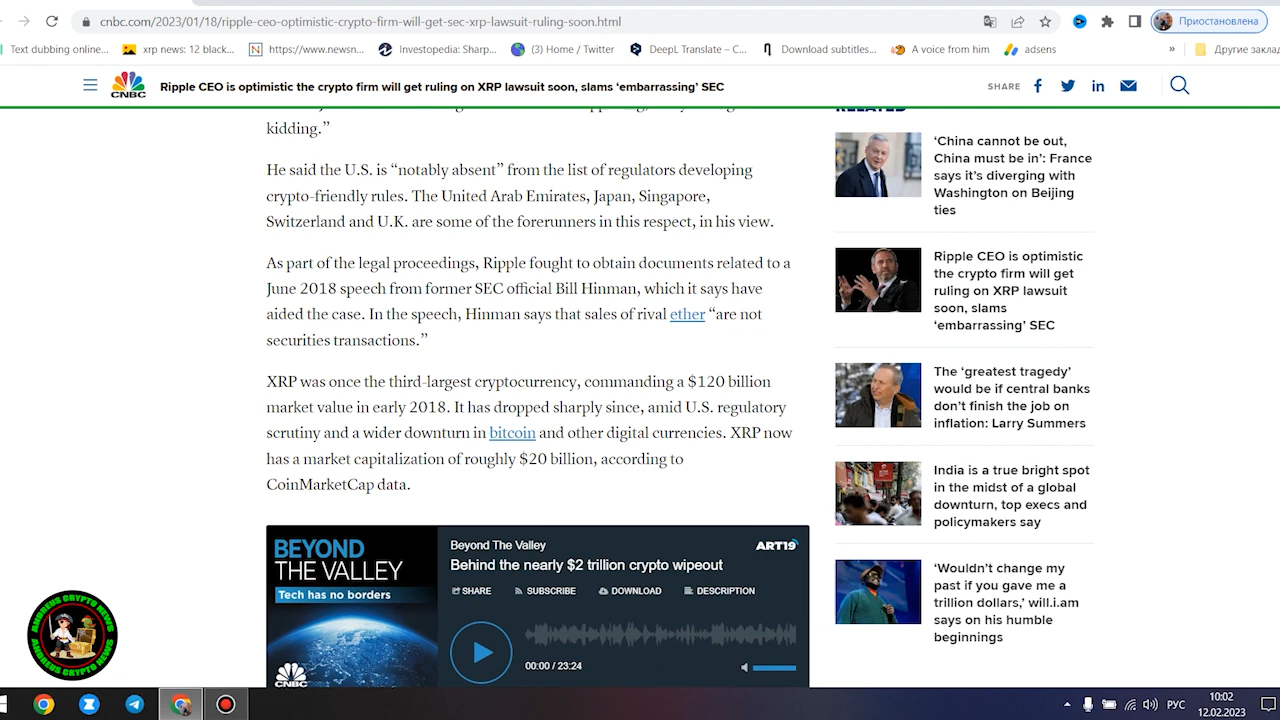 cnbc.com/2023/01/18/ripple-ceo-optimistic-crypto-firm-will-get-sec-xrp-lawsuit-ruling-soon.html
Приостановлена
Text dubbing online...
xrp news: 12 black...
https://www.newsn...
Investopedia: Sharp...
(3) Home / Twitter
DeepL Translate – C...
Download subtitles...
A voice from him
adsens
»
Другие заклад
CNBC
Ripple CEO is optimistic the crypto firm will get ruling on XRP lawsuit soon, slams ‘embarrassing’ SEC
SHARE
kidding.”
He said the U.S. is “notably absent” from the list of regulators developing
crypto-friendly rules. The United Arab Emirates, Japan, Singapore,
Switzerland and U.K. are some of the forerunners in this respect, in his view.
As part of the legal proceedings, Ripple fought to obtain documents related to a
June 2018 speech from former SEC official Bill Hinman, which it says have
aided the case. In the speech, Hinman says that sales of rival ether “are not
securities transactions.”
XRP was once the third-largest cryptocurrency, commanding a $120 billion
market value in early 2018. It has dropped sharply since, amid U.S. regulatory
scrutiny and a wider downturn in bitcoin and other digital currencies. XRP now
has a market capitalization of roughly $20 billion, according to
CoinMarketCap data.
BEYOND
THE VALLEY
Tech has no borders
CNBC
Beyond The Valley
ART19
Behind the nearly $2 trillion crypto wipeout
SHARE
SUBSCRIBE
DOWNLOAD
DESCRIPTION
00:00 / 23:24
RELATED
‘China cannot be out,
China must be in’: France
says it’s diverging with
Washington on Beijing
ties
Ripple CEO is optimistic
the crypto firm will get
ruling on XRP lawsuit
soon, slams
‘embarrassing’ SEC
The ‘greatest tragedy’
would be if central banks
don’t finish the job on
inflation: Larry Summers
India is a true bright spot
in the midst of a global
downturn, top execs and
policymakers say
‘Wouldn’t change my
past if you gave me a
trillion dollars,’ will.i.am
says on his humble
beginnings
ANDREUS CRYPTO NEWS
ANDREUS CRYPTO NEWS
РУС
10:02
12.02.2023